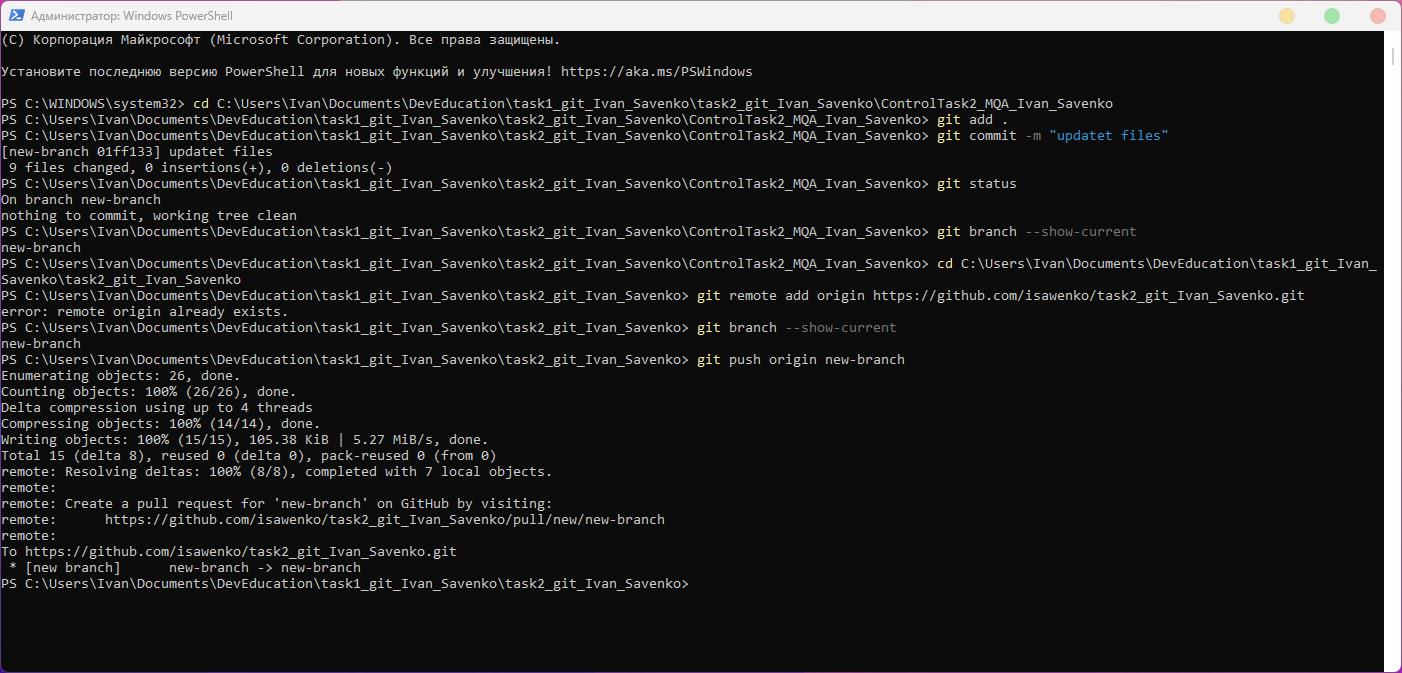 Администратор: Windows PowerShell
(C) Корпорация Майкрософт (Microsoft Corporation). Все права защищены.
Установите последнюю версию PowerShell для новых функций и улучшения! https://aka.ms/PSWindows
PS C:\WINDOWS\system32> cd C:\Users\Ivan\Documents\DevEducation\task1_git_Ivan_Savenko\task2_git_Ivan_Savenko\ControlTask2_MQA_Ivan_Savenko
PS C:\Users\Ivan\Documents\DevEducation\task1_git_Ivan_Savenko\task2_git_Ivan_Savenko\ControlTask2_MQA_Ivan_Savenko> git add .
PS C:\Users\Ivan\Documents\DevEducation\task1_git_Ivan_Savenko\task2_git_Ivan_Savenko\ControlTask2_MQA_Ivan_Savenko> git commit -m "updatet files"
[new-branch 01ff133] updatet files
 9 files changed, 0 insertions(+), 0 deletions(-)
PS C:\Users\Ivan\Documents\DevEducation\task1_git_Ivan_Savenko\task2_git_Ivan_Savenko\ControlTask2_MQA_Ivan_Savenko> git status
On branch new-branch
nothing to commit, working tree clean
PS C:\Users\Ivan\Documents\DevEducation\task1_git_Ivan_Savenko\task2_git_Ivan_Savenko\ControlTask2_MQA_Ivan_Savenko> git branch --show-current
new-branch
PS C:\Users\Ivan\Documents\DevEducation\task1_git_Ivan_Savenko\task2_git_Ivan_Savenko\ControlTask2_MQA_Ivan_Savenko> cd C:\Users\Ivan\Documents\DevEducation\task1_git_Ivan_
Savenko\task2_git_Ivan_Savenko
PS C:\Users\Ivan\Documents\DevEducation\task1_git_Ivan_Savenko\task2_git_Ivan_Savenko> git remote add origin https://github.com/isawenko/task2_git_Ivan_Savenko.git
error: remote origin already exists.
PS C:\Users\Ivan\Documents\DevEducation\task1_git_Ivan_Savenko\task2_git_Ivan_Savenko> git branch --show-current
new-branch
PS C:\Users\Ivan\Documents\DevEducation\task1_git_Ivan_Savenko\task2_git_Ivan_Savenko> git push origin new-branch
Enumerating objects: 26, done.
Counting objects: 100% (26/26), done.
Delta compression using up to 4 threads
Compressing objects: 100% (14/14), done.
Writing objects: 100% (15/15), 105.38 KiB | 5.27 MiB/s, done.
Total 15 (delta 8), reused 0 (delta 0), pack-reused 0 (from 0)
remote: Resolving deltas: 100% (8/8), completed with 7 local objects.
remote:
remote: Create a pull request for 'new-branch' on GitHub by visiting:
remote:      https://github.com/isawenko/task2_git_Ivan_Savenko/pull/new/new-branch
remote:
To https://github.com/isawenko/task2_git_Ivan_Savenko.git
 * [new branch]      new-branch -> new-branch
PS C:\Users\Ivan\Documents\DevEducation\task1_git_Ivan_Savenko\task2_git_Ivan_Savenko>